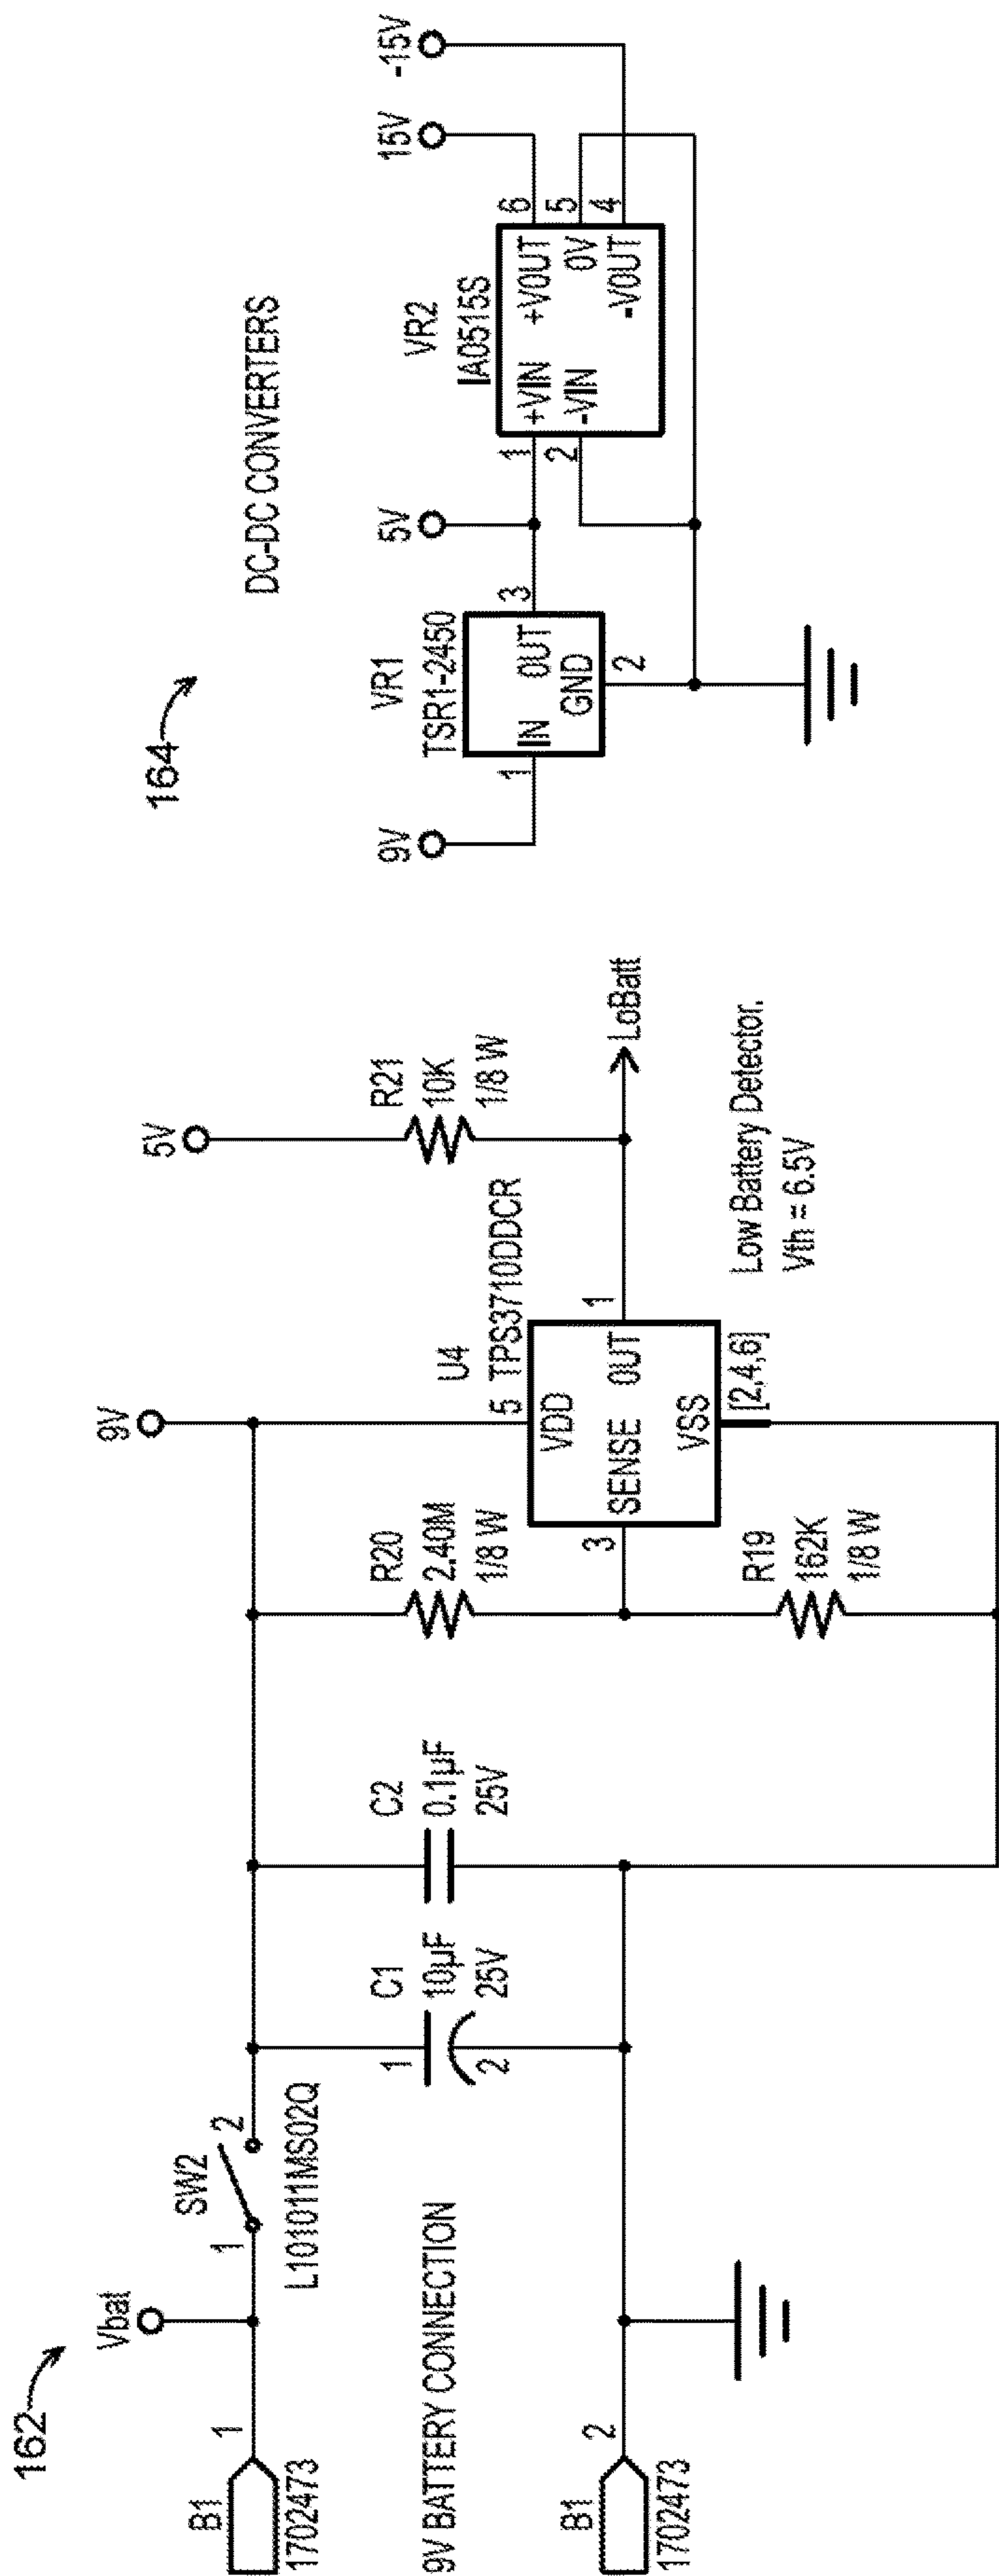 162
Vbat
B1
1702473
1
SW2
1
2
L101011MS02Q
9V BATTERY CONNECTION
B1
1702473
2
C1
10µF
25V
1
2
C2
0.1µF
25V
9V
R20
2.40M
1/8 W
R19
162K
1/8 W
U4
5 TPS3710DDCR
VDD
3
SENSE OUT
1
VSS
[2,4,6]
5V
R21
10K
1/8 W
LoBatt
Low Battery Detector.
Vth = 6.5V
164
DC-DC CONVERTERS
9V
VR1
TSR1-2450
1
IN OUT
3
GND
2
5V
VR2
IA0515S
1
+VIN +VOUT
6
2
-VIN 0V
5
-VOUT
4
15V
-15V